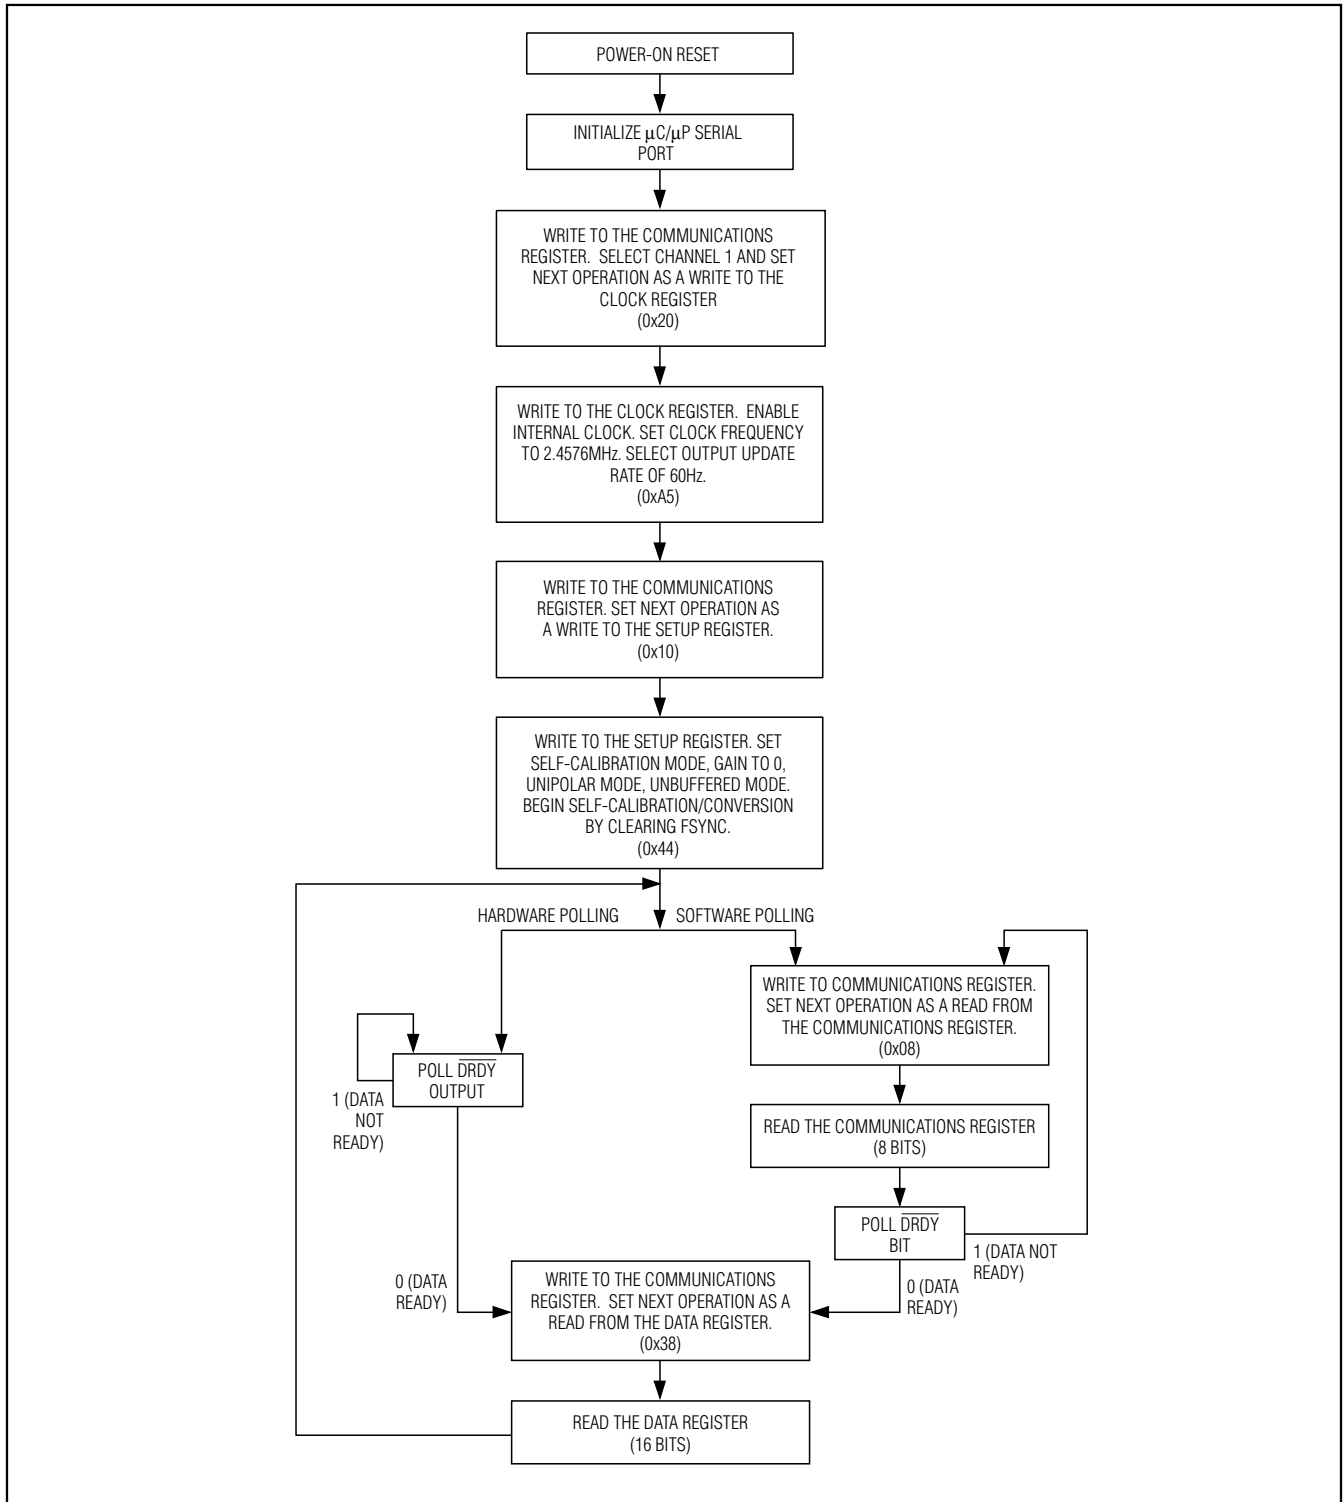 POWER-ON RESET
INITIALIZE μC/μP SERIAL
PORT
WRITE TO THE COMMUNICATIONS
REGISTER. SELECT CHANNEL 1 AND SET
NEXT OPERATION AS A WRITE TO THE
CLOCK REGISTER
(0x20)
WRITE TO THE CLOCK REGISTER. ENABLE
INTERNAL CLOCK. SET CLOCK FREQUENCY
TO 2.4576MHz. SELECT OUTPUT UPDATE
RATE OF 60Hz.
(0xA5)
WRITE TO THE COMMUNICATIONS
REGISTER. SET NEXT OPERATION AS
A WRITE TO THE SETUP REGISTER.
(0x10)
WRITE TO THE SETUP REGISTER. SET
SELF-CALIBRATION MODE, GAIN TO 0,
UNIPOLAR MODE, UNBUFFERED MODE.
BEGIN SELF-CALIBRATION/CONVERSION
BY CLEARING FSYNC.
(0x44)
HARDWARE POLLING
SOFTWARE POLLING
POLL DRDY
OUTPUT
1 (DATA
NOT
READY)
WRITE TO COMMUNICATIONS REGISTER.
SET NEXT OPERATION AS A READ FROM
THE COMMUNICATIONS REGISTER.
(0x08)
READ THE COMMUNICATIONS REGISTER
(8 BITS)
POLL DRDY
BIT
1 (DATA NOT
READY)
0 (DATA
READY)
0 (DATA
READY)
WRITE TO THE COMMUNICATIONS
REGISTER. SET NEXT OPERATION AS A
READ FROM THE DATA REGISTER.
(0x38)
READ THE DATA REGISTER
(16 BITS)